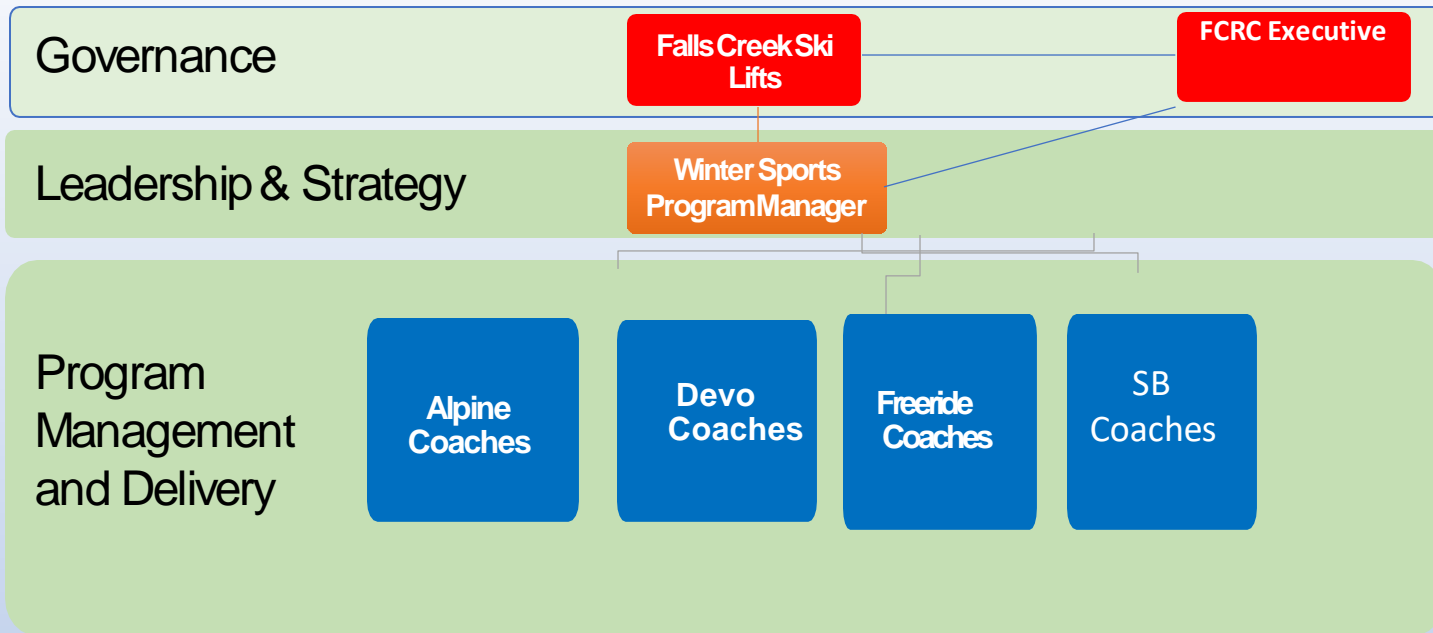 Governance
Falls Creek Ski
Lifts
FCRC Executive
Leadership & Strategy
Winter Sports
Program Manager
Program
Management
and Delivery
Alpine
Coaches
Devo
Coaches
Freeride
Coaches
SB
Coaches